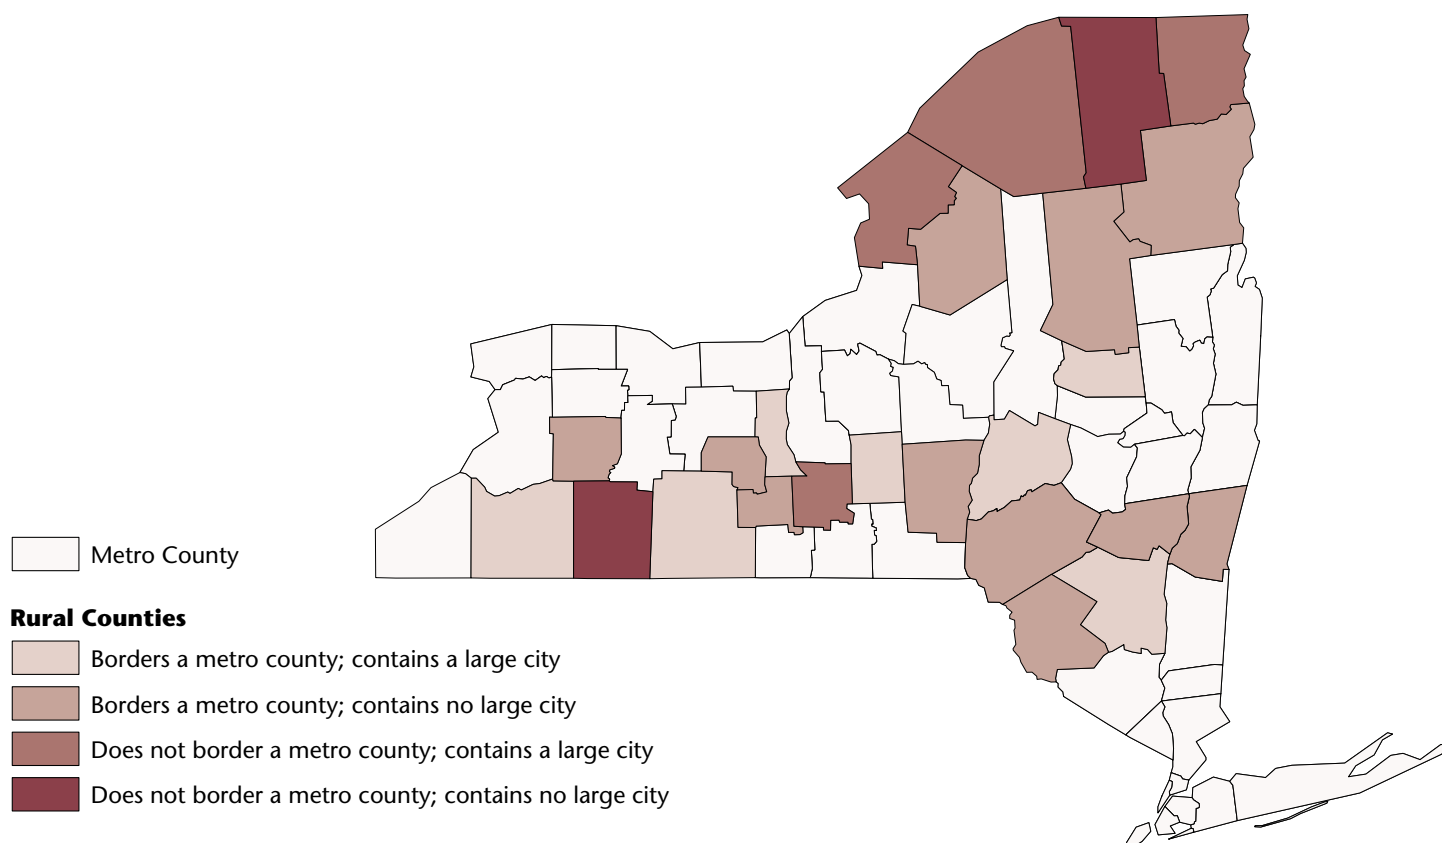 Metro County
Rural Counties
Borders a metro county; contains a large city
Borders a metro county; contains no large city
Does not border a metro county; contains a large city
Does not border a metro county; contains no large city